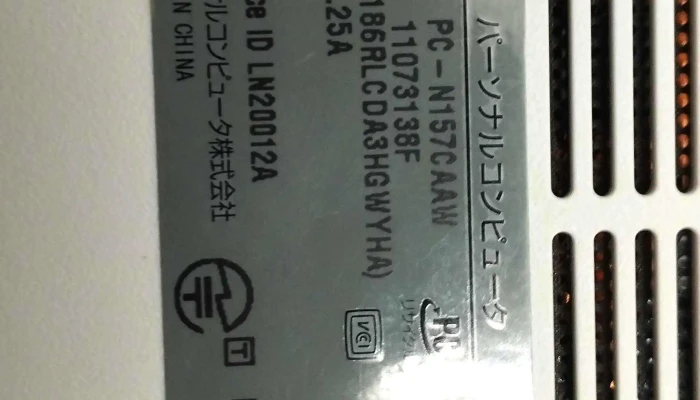 パーソナルコンピュータ
PC-N157CAAW
11073138F
186RLCDA3HGWYHA)
.25A
ce ID LN20012A
ルコンピュータ株式会社
N CHINA
VCI